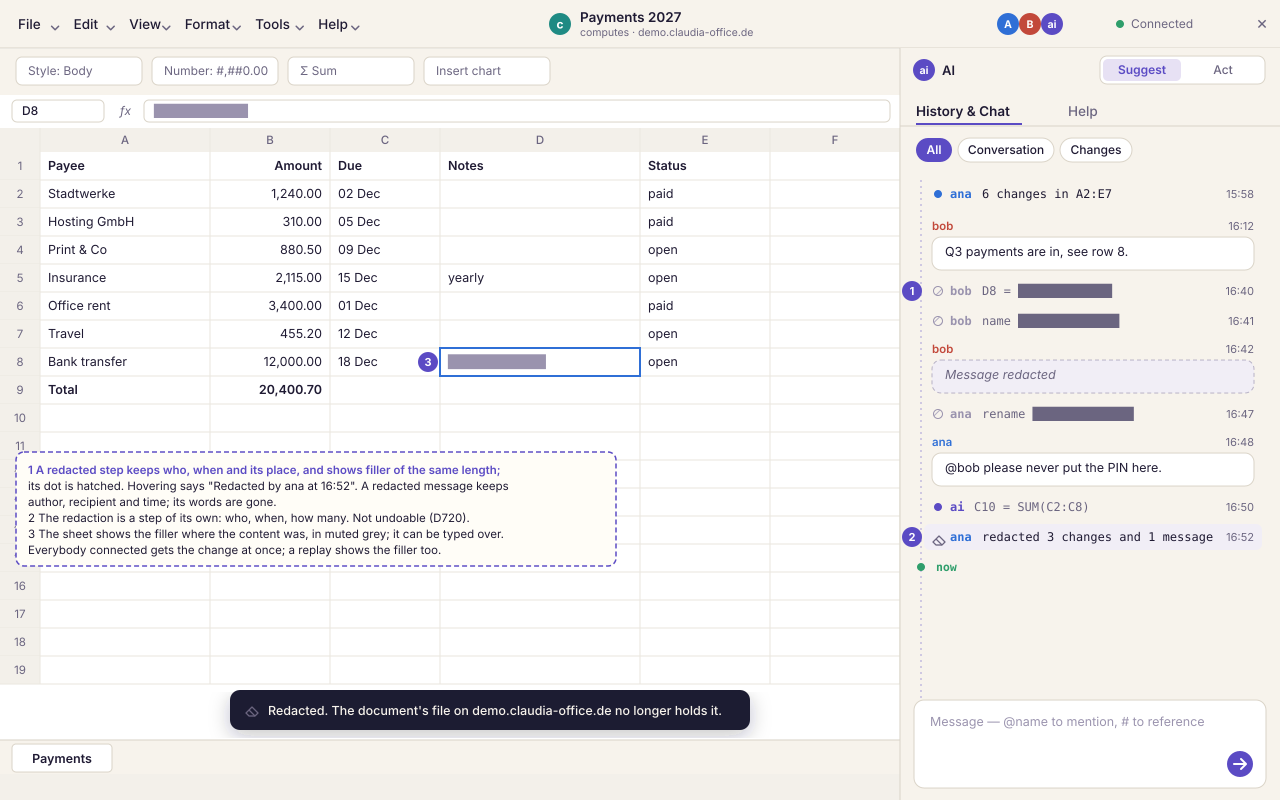 File Edit View Format Tools Help
c Payments 2027
computes · demo.claudia-office.de
A B ai Connected ✕
Style: Body Number: #,##0.00 Σ Sum Insert chart
D8 fx
A B C D E F
1 Payee Amount Due Notes Status
2 Stadtwerke 1,240.00 02 Dec paid
3 Hosting GmbH 310.00 05 Dec paid
4 Print & Co 880.50 09 Dec open
5 Insurance 2,115.00 15 Dec yearly open
6 Office rent 3,400.00 01 Dec paid
7 Travel 455.20 12 Dec open
8 Bank transfer 12,000.00 18 Dec 3 open
9 Total 20,400.70
10
11
1 A redacted step keeps who, when and its place, and shows filler of the same length;
its dot is hatched. Hovering says "Redacted by ana at 16:52". A redacted message keeps
author, recipient and time; its words are gone.
2 The redaction is a step of its own: who, when, how many. Not undoable (D720).
3 The sheet shows the filler where the content was, in muted grey; it can be typed over.
Everybody connected gets the change at once; a replay shows the filler too.
16
17
18
19
Redacted. The document's file on demo.claudia-office.de no longer holds it.
Payments
ai AI Suggest Act
History & Chat Help
All Conversation Changes
ana 6 changes in A2:E7 15:58
bob 16:12
Q3 payments are in, see row 8.
1 bob D8 = 16:40
bob name 16:41
bob 16:42
Message redacted
ana rename 16:47
ana 16:48
@bob please never put the PIN here.
ai C10 = SUM(C2:C8) 16:50
2 ana redacted 3 changes and 1 message 16:52
now
Message — @name to mention, # to reference